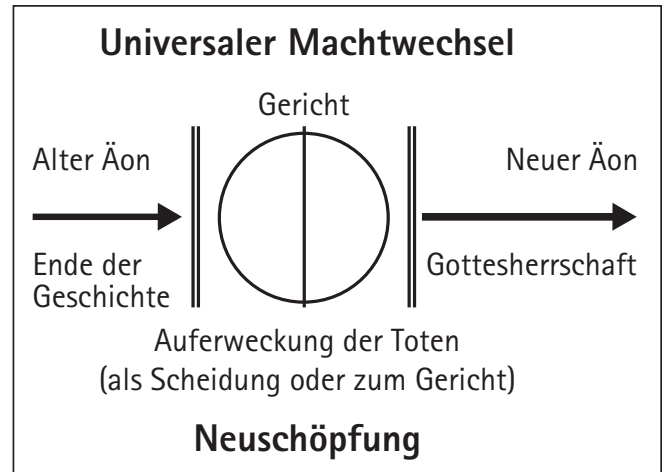 Universaler Machtwechsel
Gericht
Alter Äon
Neuer Äon
Ende der
Geschichte
Gottesherrschaft
Auferweckung der Toten
(als Scheidung oder zum Gericht)
Neuschöpfung